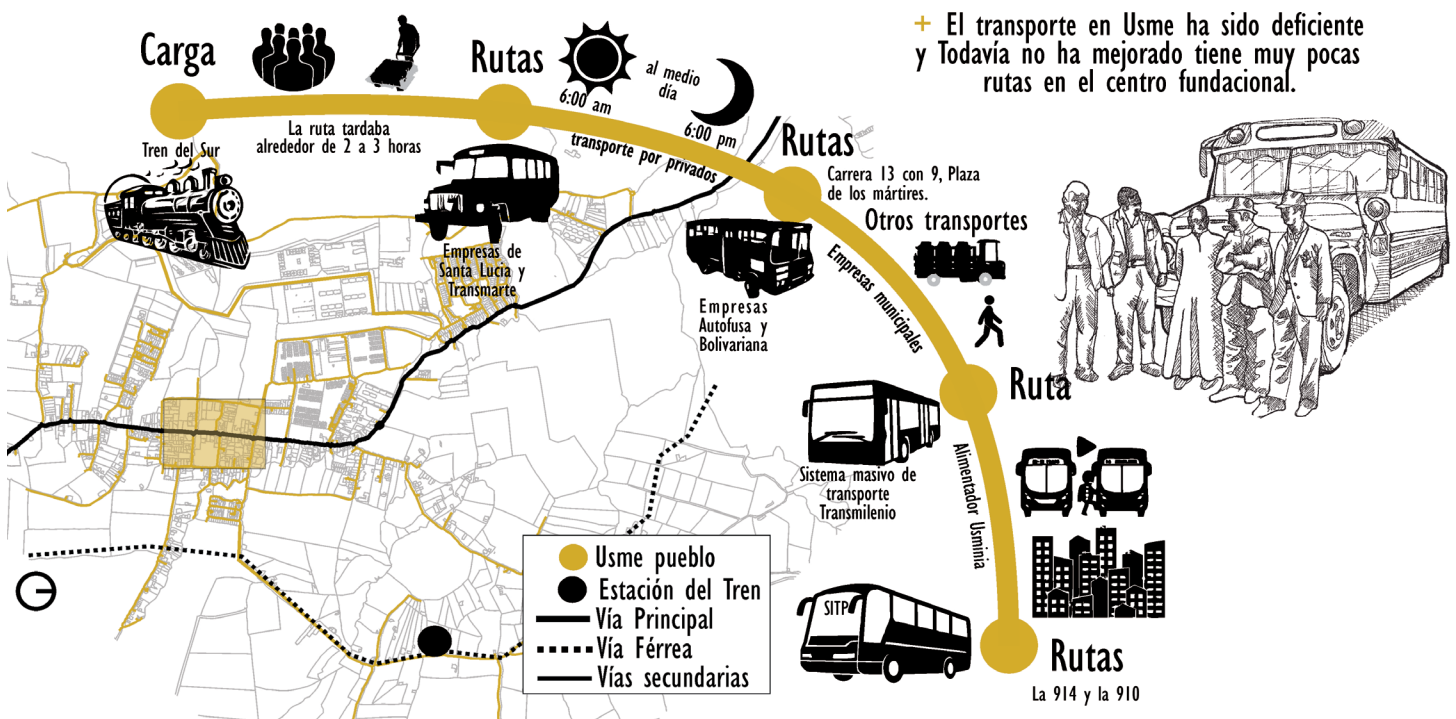 + El transporte en Usme ha sido deficiente
y Todavía no ha mejorado tiene muy pocas
rutas en el centro fundacional.
Carga
Tren del Sur
La ruta tardaba
alrededor de 2 a 3 horas
Rutas
6:00 am
al medio
día
6:00 pm
transporte por privados
Empresas de
Santa Lucía y
Transmarte
Rutas
Carrera 13 con 9, Plaza
de los mártires.
Otros transportes
Empresas
Autofusa y
Bolivariana
Empresas municipales
Ruta
Sistema masivo de
transporte
Transmilenio
Alimentador Usminia
SITP
Rutas
La 914 y la 910
Usme pueblo
Estación del Tren
Vía Principal
Vía Férrea
Vías secundarias